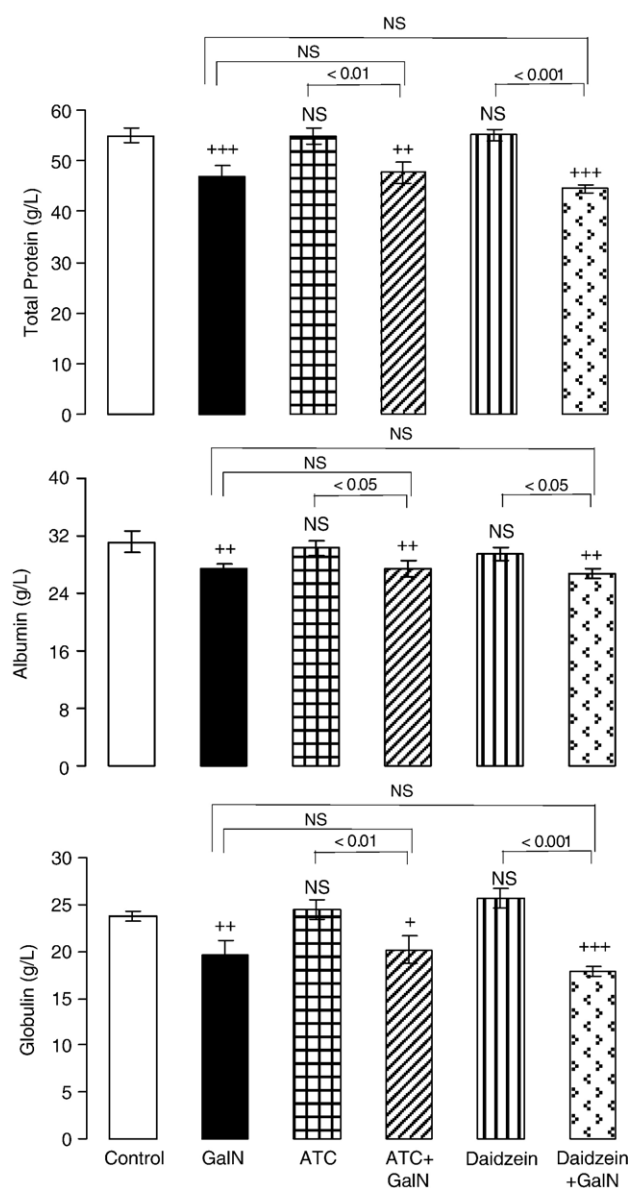 NS
NS
< 0.01
< 0.001
60
NS
NS
+++
++
+++
50
40
30
20
10
0
Total Protein (g/L)
NS
NS
< 0.05
< 0.05
40
NS
NS
++
++
++
32
24
16
8
0
Albumin (g/L)
NS
NS
< 0.01
< 0.001
30
NS
NS
++
+
+++
25
20
15
10
5
0
Globulin (g/L)
Control GalN ATC ATC+ Daidzein Daidzein
GalN +GalN